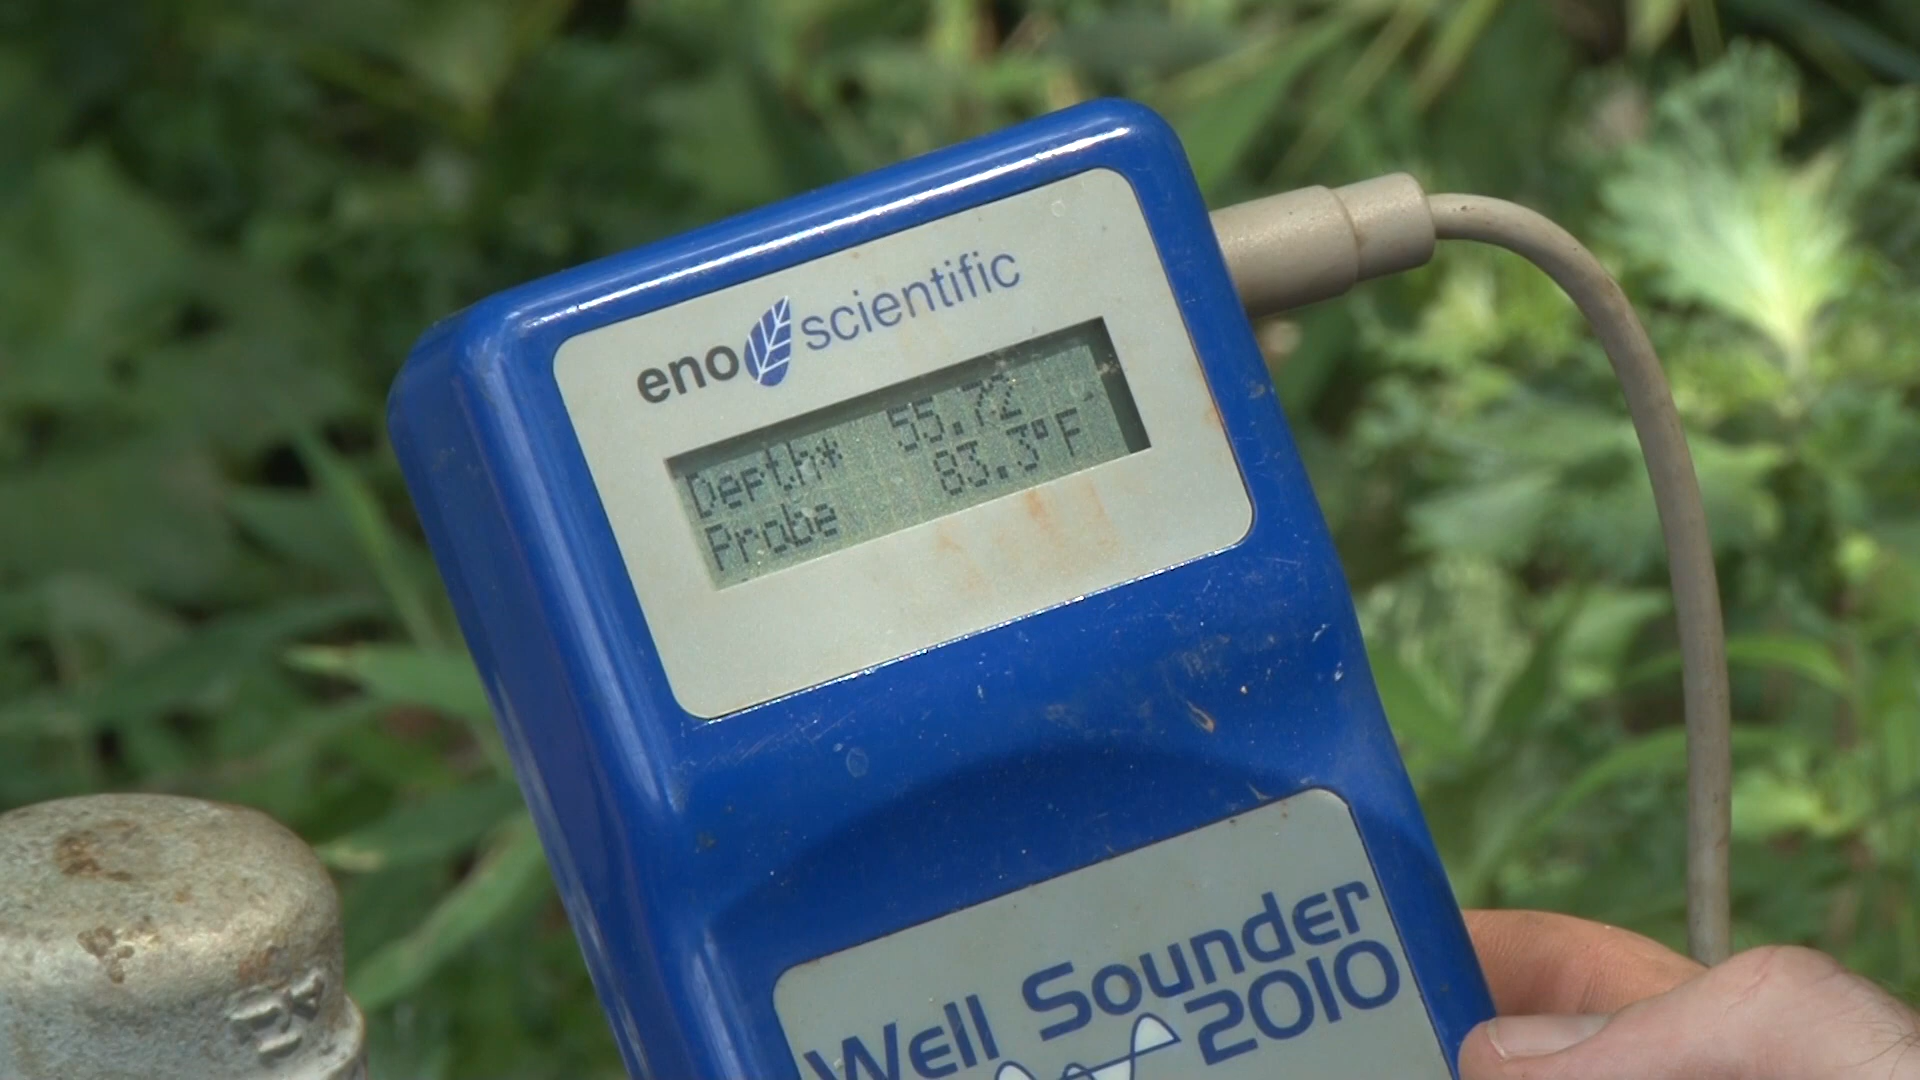 eno scientific
Depth* 55.72
Probe 83.3°F
Well Sounder
2010